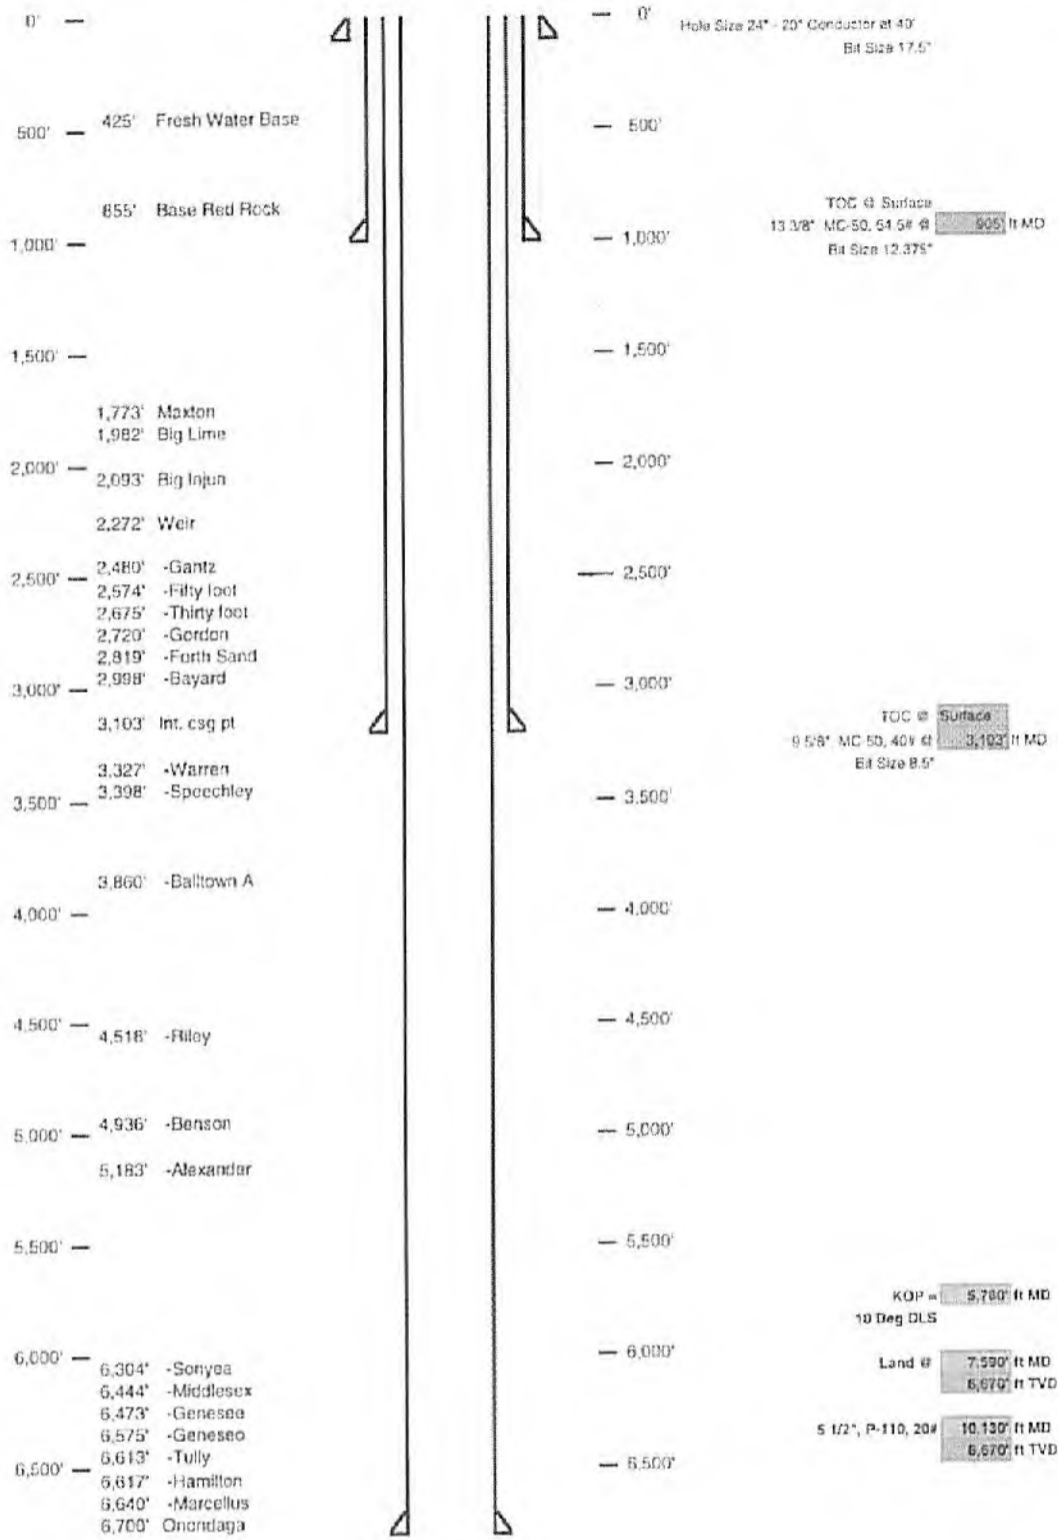 0'
0'
Hole Size 24" - 20" Conductor at 40'
Bit Size 17.5"
425' Fresh Water Base
500'
500'
855' Base Red Rock
TOC @ Surface
13 3/8" MC-50, 54.5# @ 905' ft MD
1,000'
1,000'
Bit Size 12.375"
1,500'
1,500'
1,773' Maxton
1,982' Big Lime
2,000'
2,000'
2,093' Big Injun
2,272' Weir
2,480' -Gantz
2,500'
2,500'
2,574' -Fifty foot
2,675' -Thirty foot
2,720' -Gordon
2,819' -Forth Sand
2,998' -Bayard
3,000'
3,000'
3,103' Int. csg pt
TOC @ Surface
9 5/8" MC-50, 40# @ 3,103' ft MD
Bit Size 8.5"
3,327' -Warren
3,398' -Speechley
3,500'
3,500'
3,860' -Balltown A
4,000'
4,000'
4,500'
4,500'
4,518' -Riley
4,936' -Benson
5,000'
5,000'
5,183' -Alexander
5,500'
5,500'
KOP = 5,780' ft MD
10 Deg DLS
6,000'
6,000'
Land @ 7,590' ft MD
6,670' ft TVD
6,304' -Sonyea
6,444' -Middlesex
6,473' -Genesee
6,575' -Geneseo
6,613' -Tully
5 1/2", P-110, 20# 10,130' ft MD
6,670' ft TVD
6,500'
6,500'
6,617' -Hamilton
6,640' -Marcellus
6,700' Onondaga